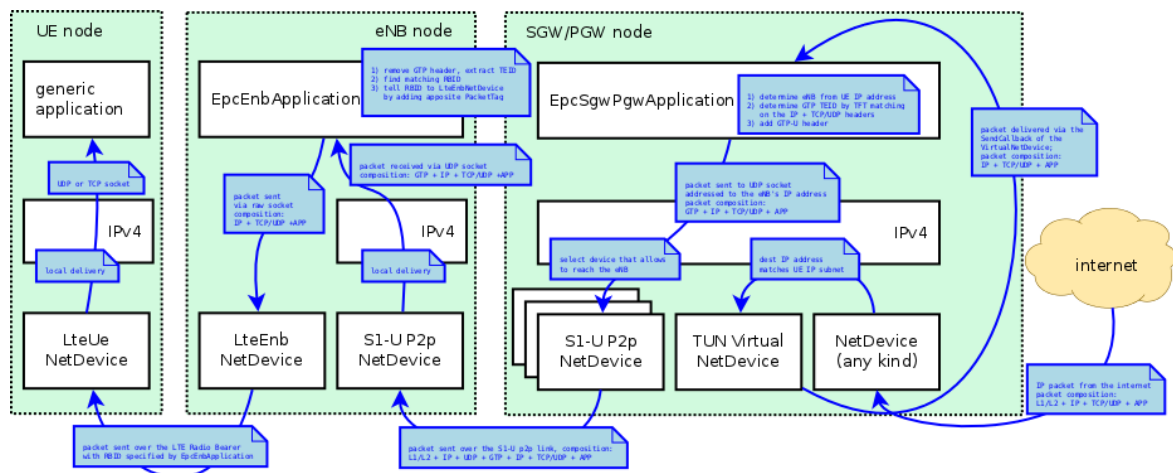 UE node
eNB node
SGW/PGW node
generic
application
EpcEnbApplication
1) remove GTP header, extract TEID
2) find matching RBID
3) tell RBID to LteEnbNetDevice
by adding apposite PacketTag
EpcSgwPgwApplication
1) determine eNB from UE IP address
2) determine GTP TEID by TFT matching
on the IP + TCP/UDP headers
3) add GTP-U header
packet delivered via the
SendCallback of the
VirtualNetDevice;
packet composition:
IP + TCP/UDP + APP
UDP or TCP socket
packet sent
via raw socket
composition:
IP + TCP/UDP +APP
packet received via UDP socket
composition: GTP + IP + TCP/UDP +APP
packet sent to UDP socket
addressed to the eNB's IP address
packet composition:
GTP + IP + TCP/UDP + APP
IPv4
IPv4
IPv4
local delivery
local delivery
select device that allows
to reach the eNB
dest IP address
matches UE IP subnet
internet
LteUe
NetDevice
LteEnb
NetDevice
S1-U P2p
NetDevice
S1-U P2p
NetDevice
TUN Virtual
NetDevice
NetDevice
(any kind)
IP packet from the internet
packet composition:
L1/L2 + IP + TCP/UDP + APP
packet sent over the LTE Radio Bearer
with RBID specified by EpcEnbApplication
packet sent over the S1-U p2p link, composition:
L1/L2 + IP + UDP + GTP + IP + TCP/UDP + APP